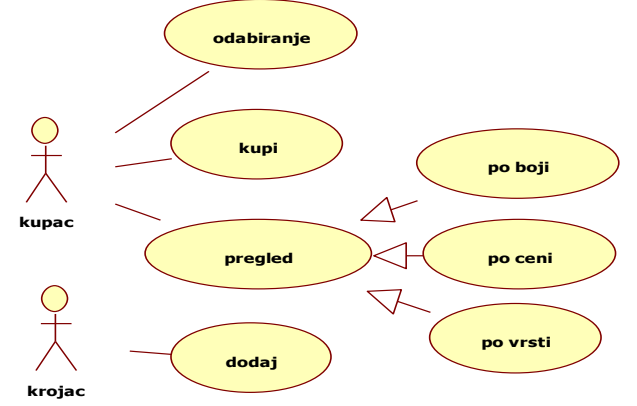 odabiranje
kupi
po boji
kupac
pregled
po ceni
po vrsti
dodaj
krojac